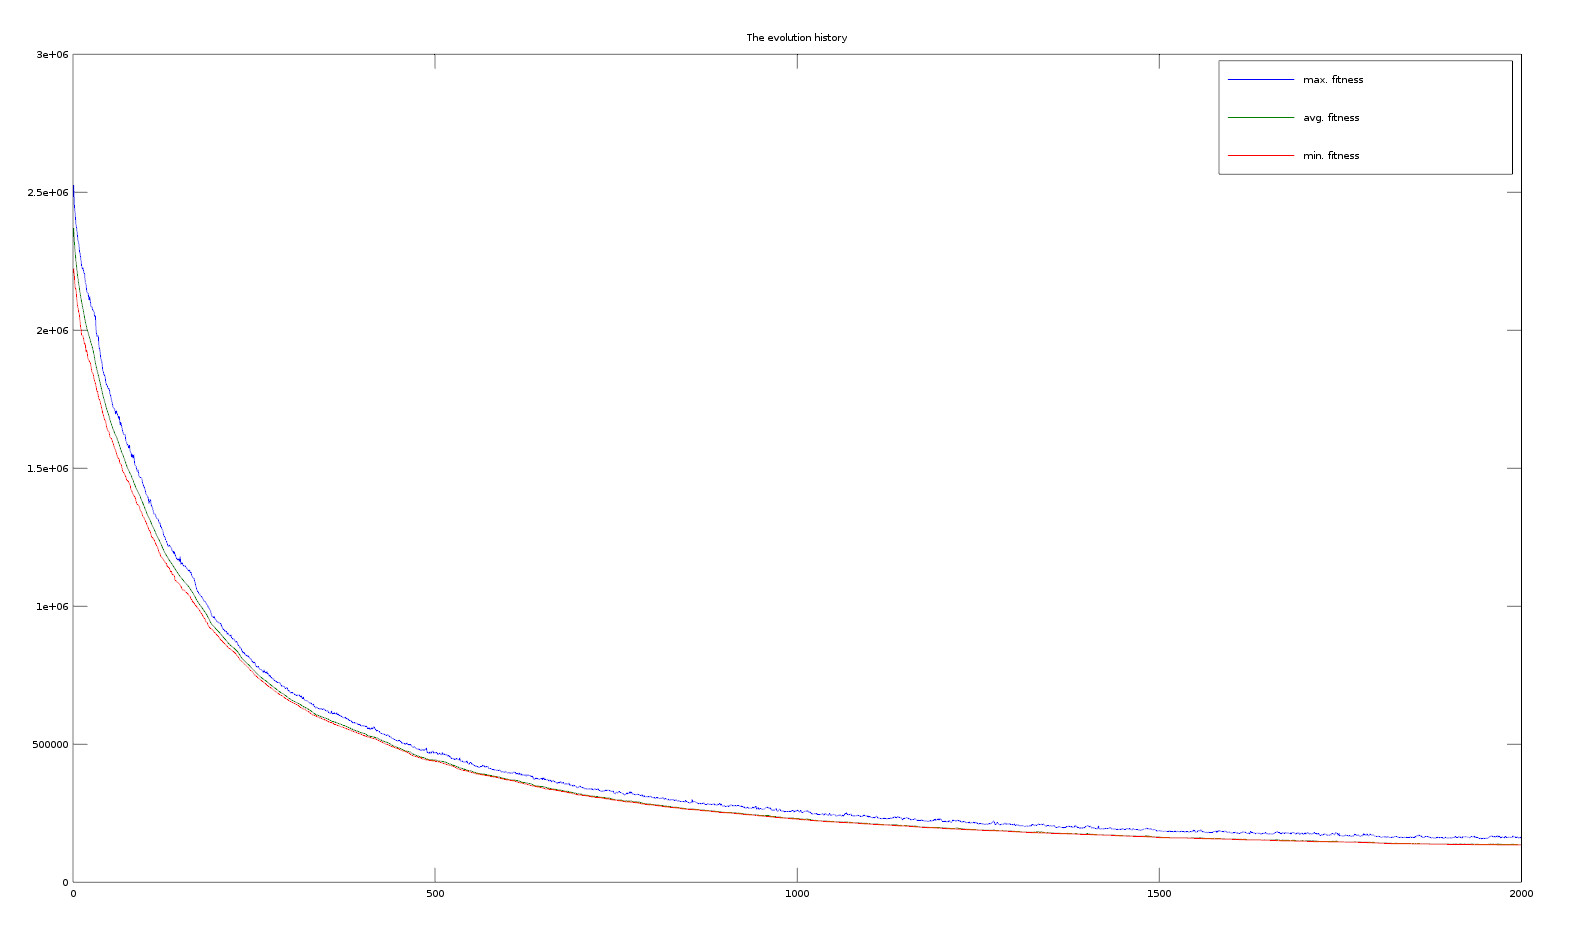 The evolution history
3e+06
max. fitness
avg. fitness
min. fitness
2.5e+06
2e+06
1.5e+06
1e+06
500000
0
0 500 1000 1500 2000